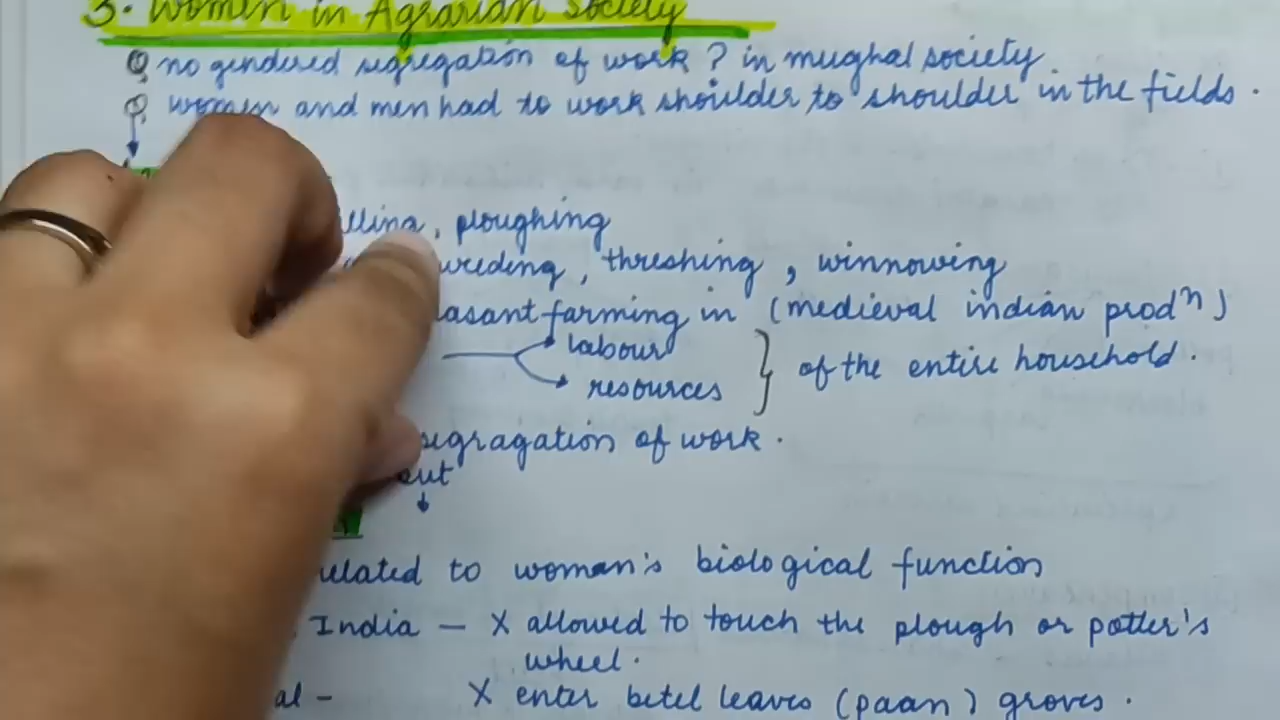 3. Women in Agrarian Society
Q no gendered segregation of work ? in mughal society
Q. women and men had to work shoulder to shoulder in the fields.
, ploughing
weeding, threshing, winnowing
farming in (medieval indian prodⁿ)
labour
resources } of the entire household.
segragation of work.
but
to woman's biological function
India – X allowed to touch the plough or potter's
wheel.
– X enter betel leaves (paan) groves.